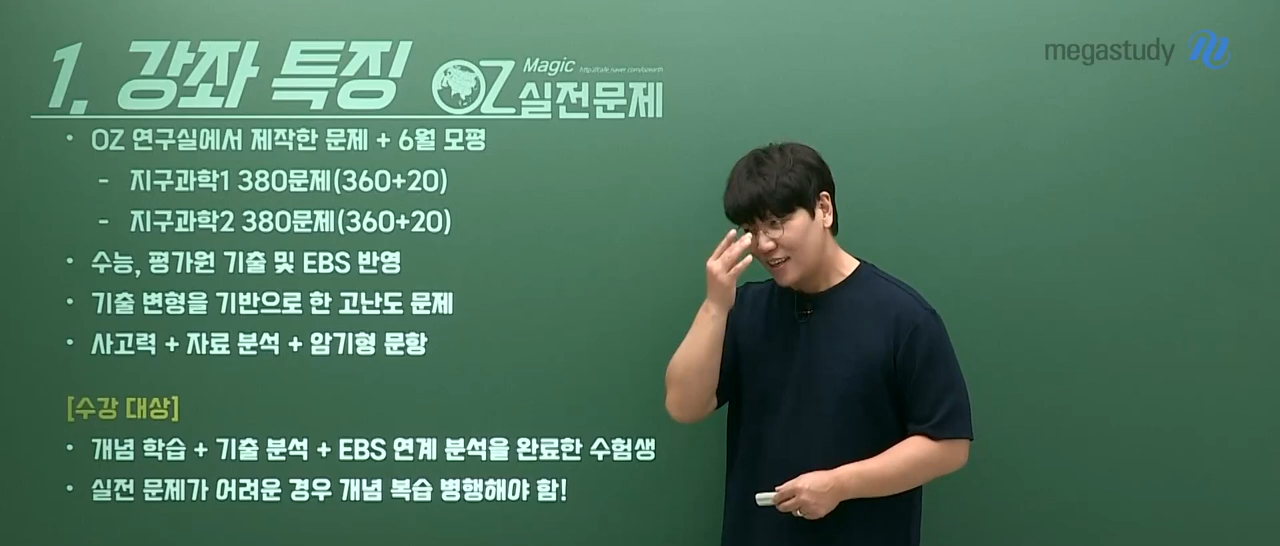 1. 강좌 특징 OZ Magic 실전문제
megastudy
• OZ 연구실에서 제작한 문제 + 6월 모평
- 지구과학1 380문제(360+20)
- 지구과학2 380문제(360+20)
• 수능, 평가원 기출 및 EBS 반영
• 기출 변형을 기반으로 한 고난도 문제
• 사고력 + 자료 분석 + 암기형 문항
[수강 대상]
• 개념 학습 + 기출 분석 + EBS 연계 분석을 완료한 수험생
• 실전 문제가 어려운 경우 개념 복습 병행해야 함!